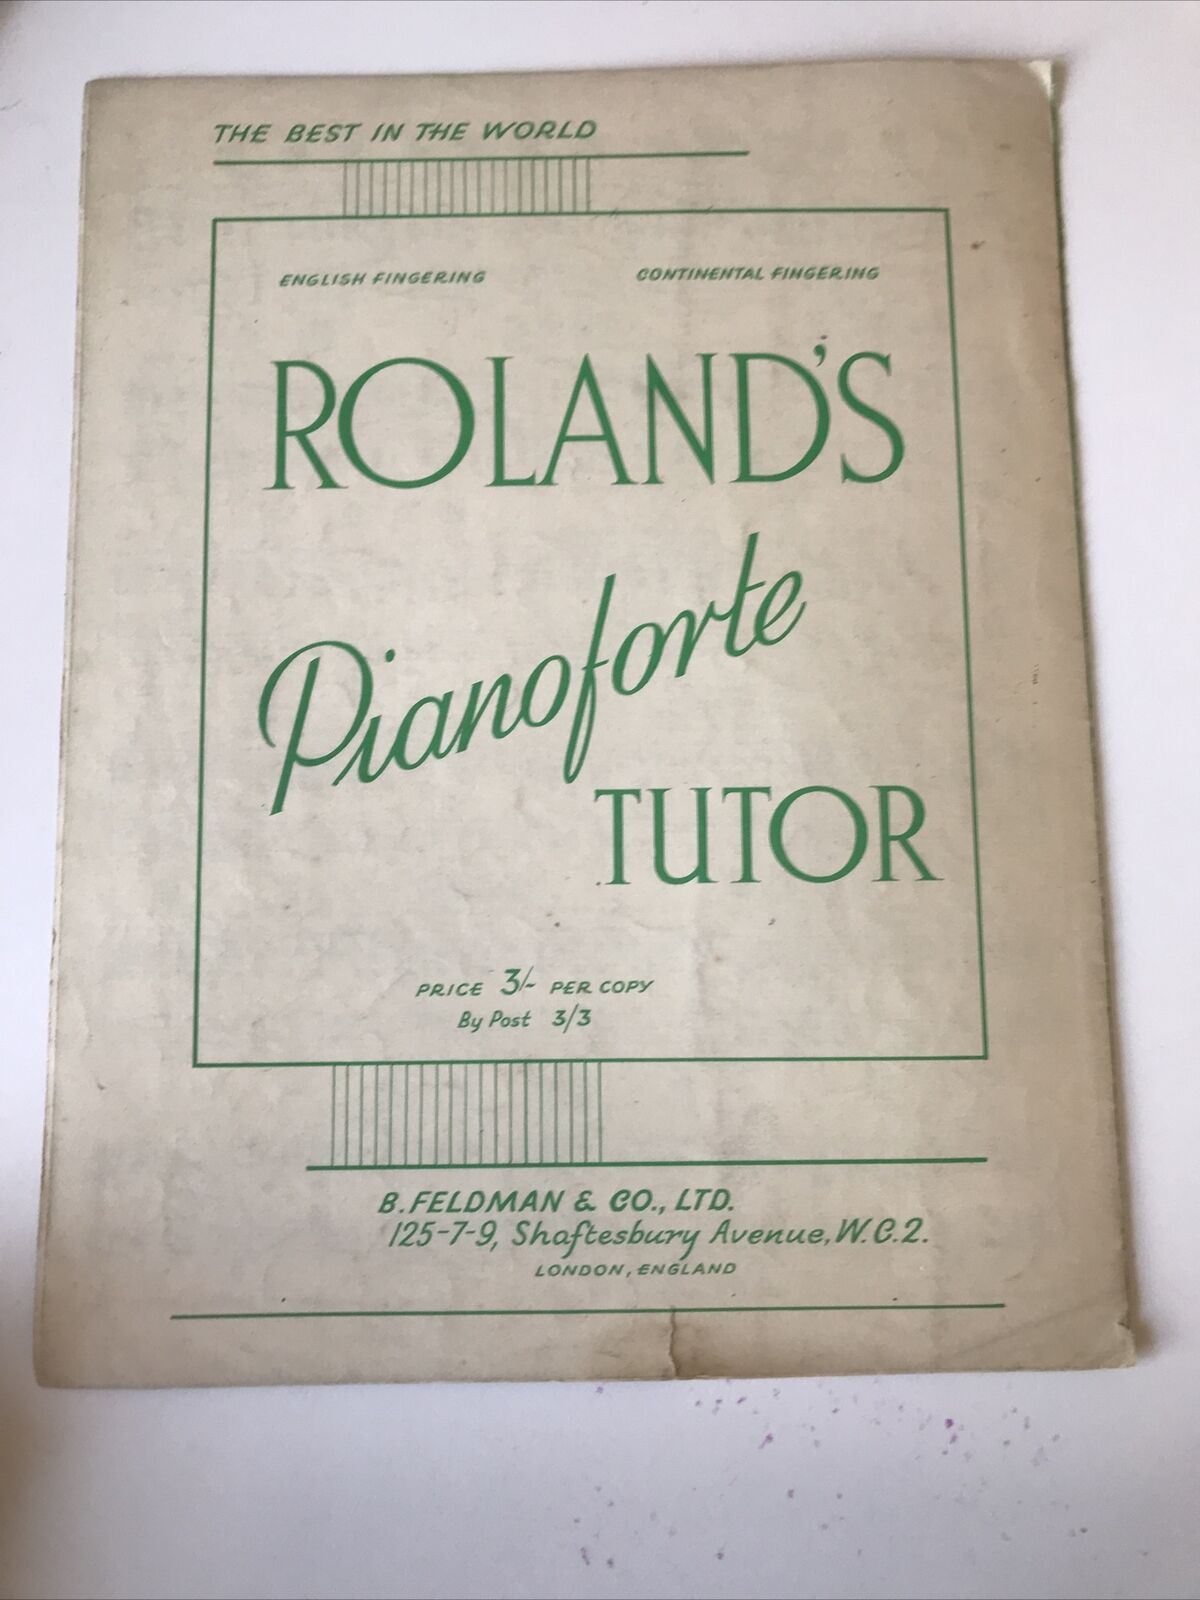 THE BEST IN THE WORLD
ENGLISH FINGERING
CONTINENTAL FINGERING
ROLAND'S
Pianoforte
TUTOR
PRICE 3/- PER COPY
By Post 3/3
B. FELDMAN & CO., LTD.
125-7-9, Shaftesbury Avenue, W.C.2.
LONDON, ENGLAND